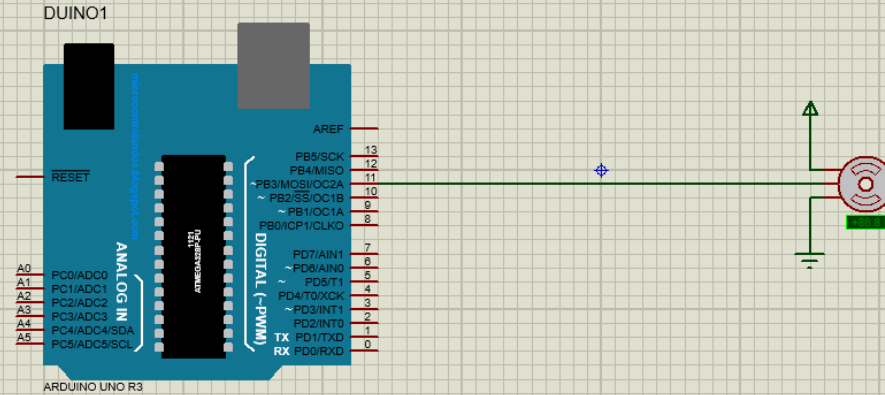 DUINO1
microcontrolandos.blogspot.com
AREF
PB5/SCK 13
PB4/MISO 12
RESET
~PB3/MOSI/OC2A 11
~ PB2/SS/OC1B 10
~ PB1/OC1A 9
PB0/ICP1/CLKO 8
1121
ATMEGA328P-PU
ANALOG IN
DIGITAL (~PWM)
PD7/AIN1 7
~PD6/AIN0 6
~ PD5/T1 5
PD4/T0/XCK 4
~PD3/INT1 3
PD2/INT0 2
TX PD1/TXD 1
RX PD0/RXD 0
A0 PC0/ADC0
A1 PC1/ADC1
A2 PC2/ADC2
A3 PC3/ADC3
A4 PC4/ADC4/SDA
A5 PC5/ADC5/SCL
ARDUINO UNO R3